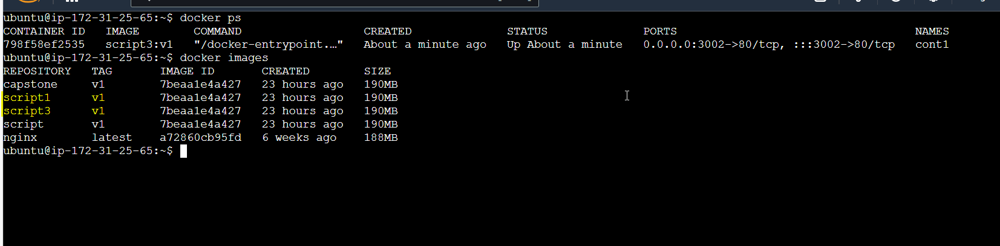 ubuntu@ip-172-31-25-65:~$ docker ps
CONTAINER ID   IMAGE        COMMAND                  CREATED              STATUS              PORTS                                   NAMES
798f58ef2535   script3:v1   "/docker-entrypoint.…"   About a minute ago   Up About a minute   0.0.0.0:3002->80/tcp, :::3002->80/tcp   cont1
ubuntu@ip-172-31-25-65:~$ docker images
REPOSITORY   TAG       IMAGE ID       CREATED        SIZE
capstone     v1        7beaa1e4a427   23 hours ago   190MB
script1      v1        7beaa1e4a427   23 hours ago   190MB
script3      v1        7beaa1e4a427   23 hours ago   190MB
script       v1        7beaa1e4a427   23 hours ago   190MB
nginx        latest    a72860cb95fd   6 weeks ago    188MB
ubuntu@ip-172-31-25-65:~$